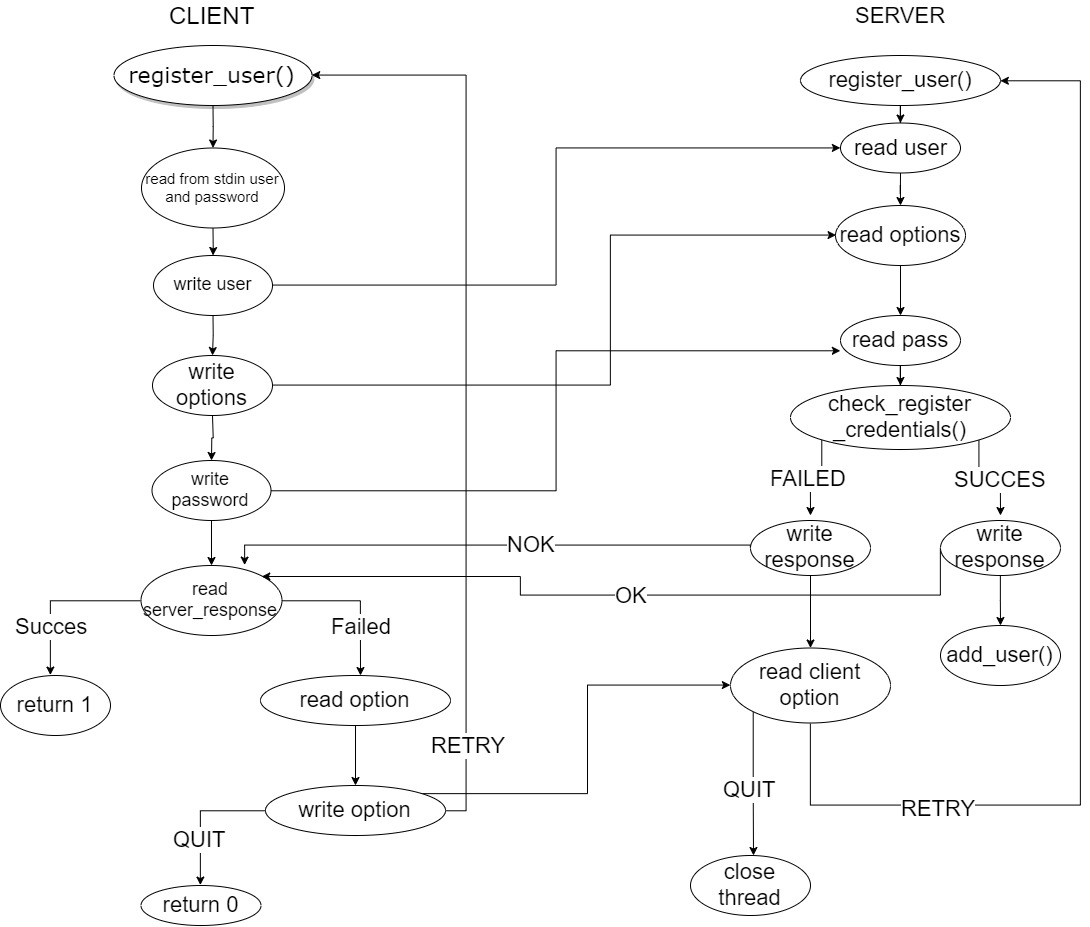 CLIENT
SERVER
register_user()
register_user()
read user
read from stdin user
and password
read options
write user
read pass
write
options
check_register
_credentials()
write
password
FAILED
SUCCES
write
response
write
response
NOK
OK
read
server_response
Succes
Failed
add_user()
read client
option
return 1
read option
RETRY
QUIT
write option
RETRY
QUIT
close
thread
return 0